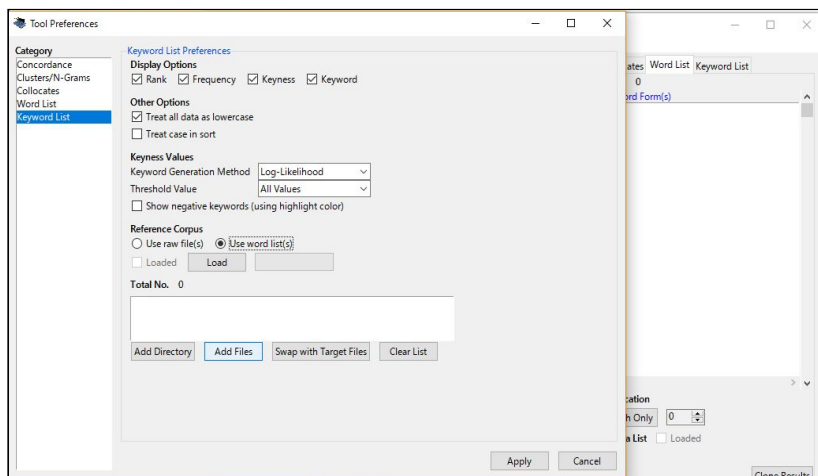 Tool Preferences
Category
Concordance
Clusters/N-Grams
Collocates
Word List
Keyword List
Keyword List Preferences
Display Options
Rank Frequency Keyness Keyword
Other Options
Treat all data as lowercase
Treat case in sort
Keyness Values
Keyword Generation Method Log-Likelihood
Threshold Value All Values
Show negative keywords (using highlight color)
Reference Corpus
Use raw file(s) Use word list(s)
Loaded Load
Total No. 0
Add Directory Add Files Swap with Target Files Clear List
Apply Cancel
ates Word List Keyword List
0
ord Form(s)
cation
h Only 0
a List Loaded
Clone Results